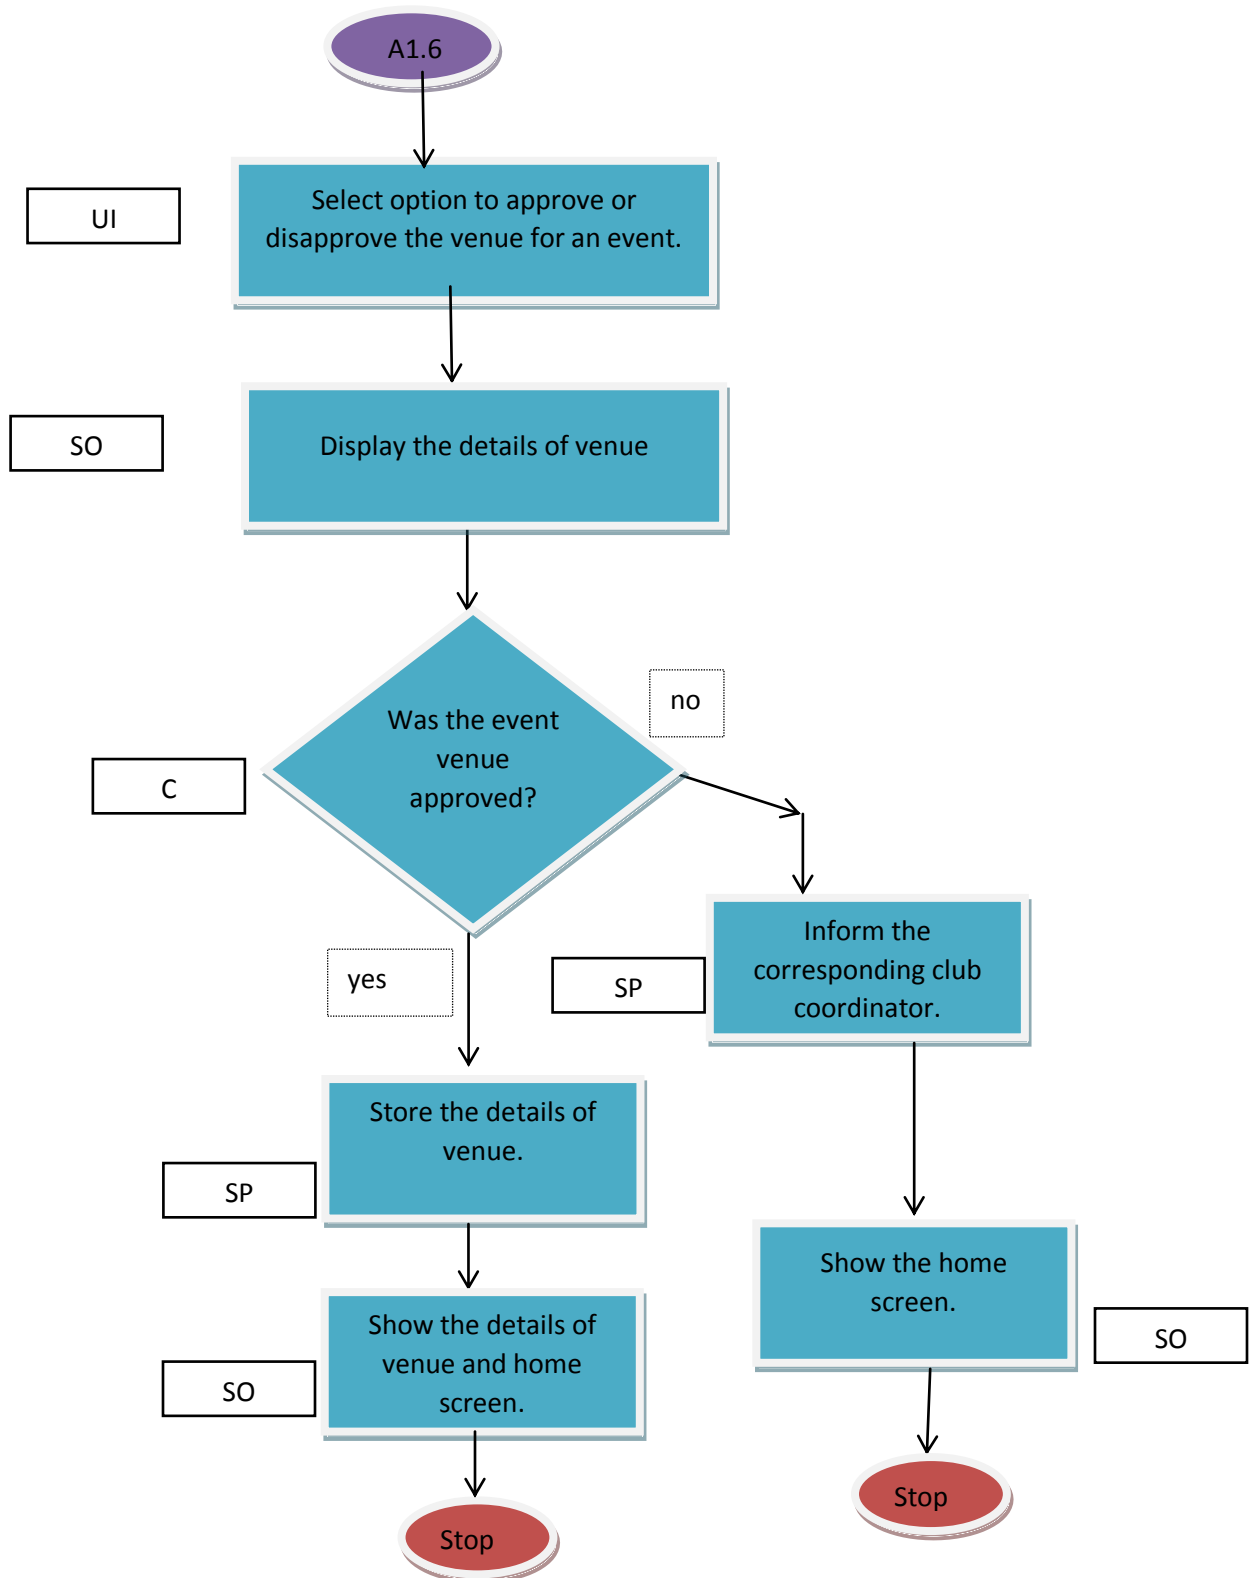 A1.6
UI
Select option to approve or
disapprove the venue for an event.
SO
Display the details of venue
no
Was the event
venue
approved?
C
yes
Inform the
corresponding club
coordinator.
SP
Store the details of
venue.
SP
Show the home
screen.
SO
Show the details of
venue and home
screen.
SO
Stop
Stop